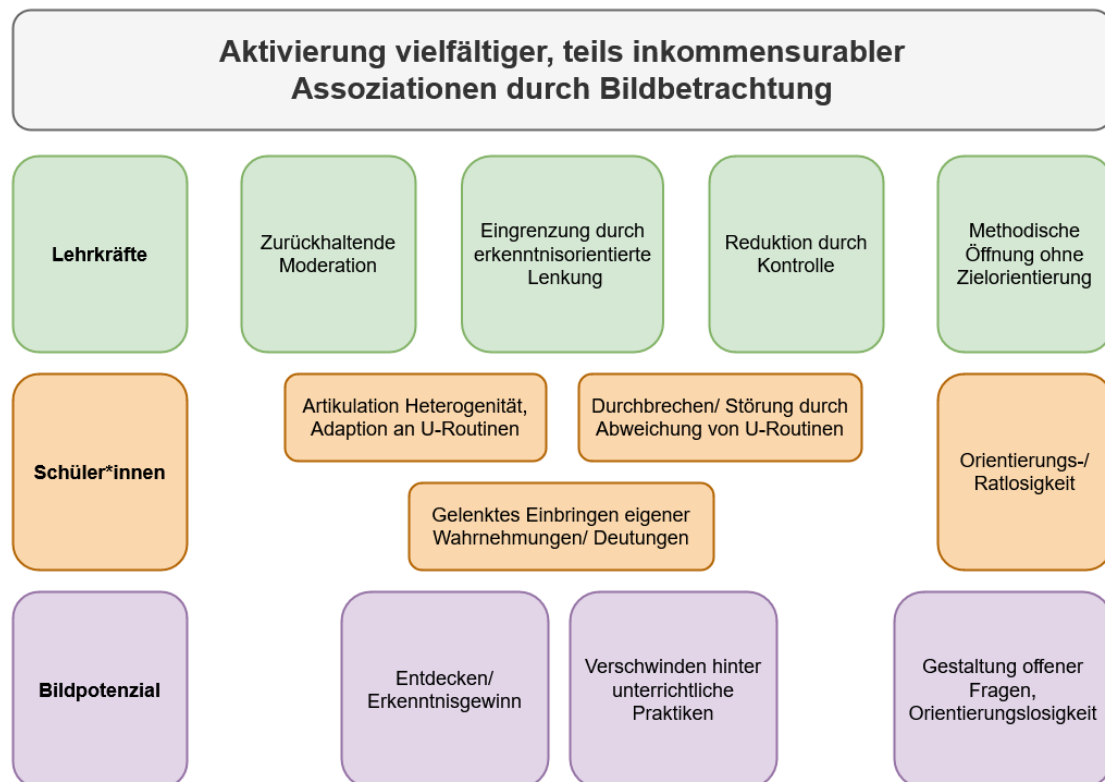 Aktivierung vielfältiger, teils inkommensurabler
Assoziationen durch Bildbetrachtung
Lehrkräfte
Zurückhaltende
Moderation
Eingrenzung durch
erkenntnisorientierte
Lenkung
Reduktion durch
Kontrolle
Methodische
Öffnung ohne
Zielorientierung
Schüler*innen
Artikulation Heterogenität,
Adaption an U-Routinen
Durchbrechen/ Störung durch
Abweichung von U-Routinen
Gelenktes Einbringen eigener
Wahrnehmungen/ Deutungen
Orientierungs-/
Ratlosigkeit
Bildpotenzial
Entdecken/
Erkenntnisgewinn
Verschwinden hinter
unterrichtliche
Praktiken
Gestaltung offener
Fragen,
Orientierungslosigkeit